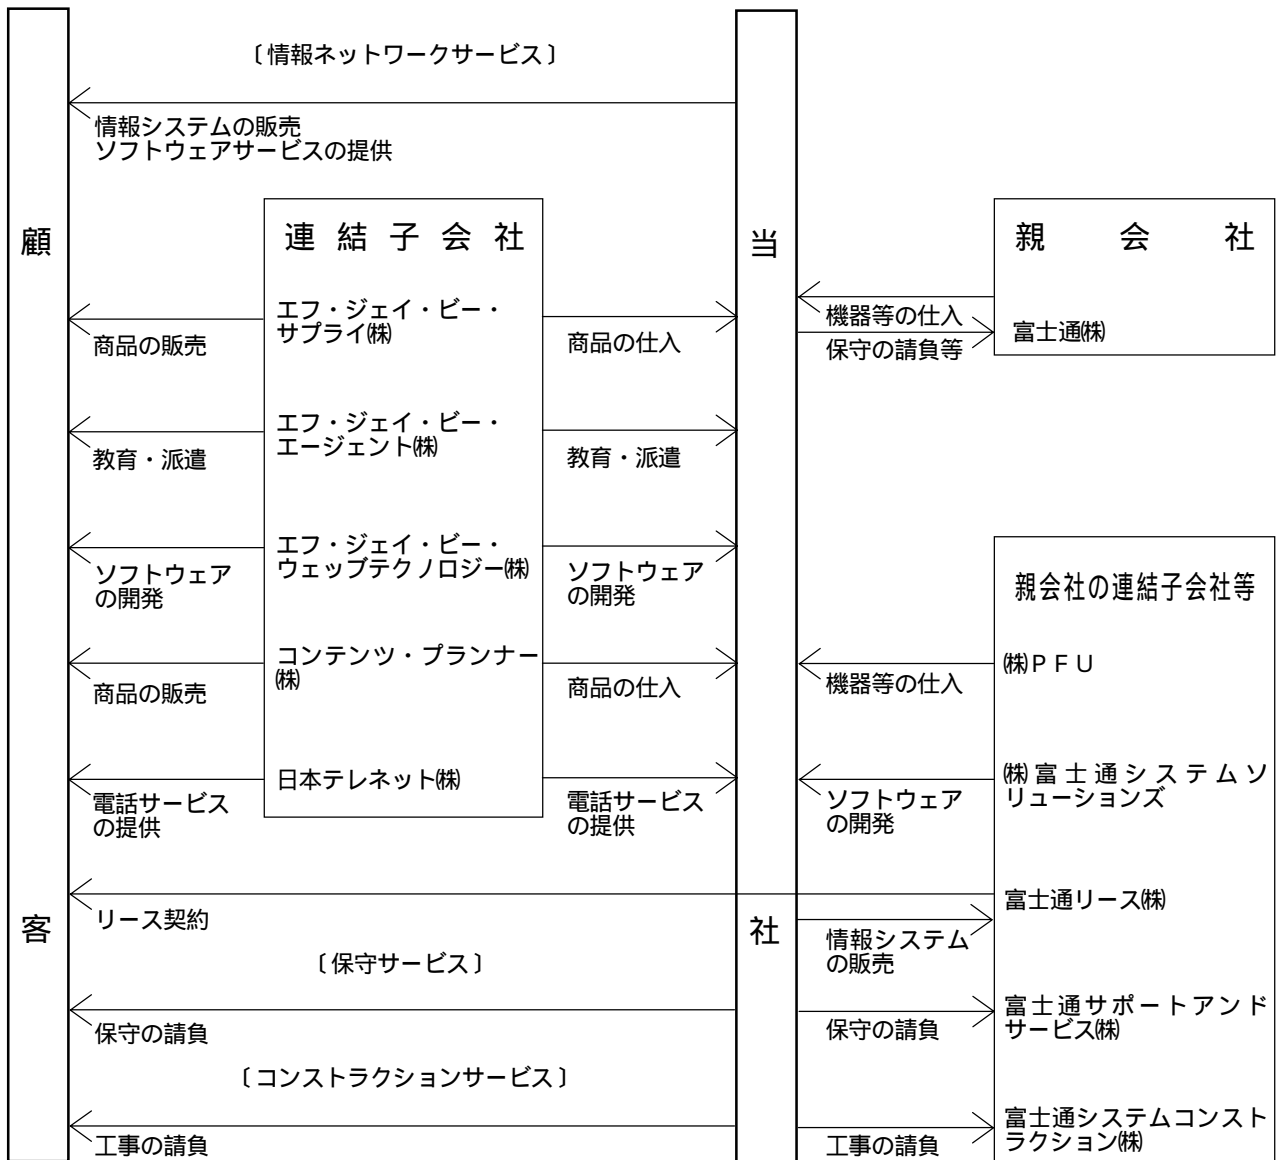 〔情報ネットワークサービス〕
情報システムの販売
ソフトウェアサービスの提供
顧
客
連結子会社
当
社
親会社
エフ・ジェイ・ビー・
サプライ㈱
商品の販売
商品の仕入
機器等の仕入
保守の請負等
富士通㈱
エフ・ジェイ・ビー・
エージェント㈱
教育・派遣
教育・派遣
エフ・ジェイ・ビー・
ウェッブテクノロジー㈱
ソフトウェア
の開発
ソフトウェア
の開発
親会社の連結子会社等
コンテンツ・プランナー
㈱
商品の販売
商品の仕入
機器等の仕入
㈱ＰＦＵ
日本テレネット㈱
電話サービス
の提供
電話サービス
の提供
ソフトウェア
の開発
㈱富士通システムソ
リューションズ
リース契約
富士通リース㈱
情報システム
の販売
〔保守サービス〕
保守の請負
保守の請負
富士通サポートアンド
サービス㈱
〔コンストラクションサービス〕
工事の請負
工事の請負
富士通システムコンスト
ラクション㈱